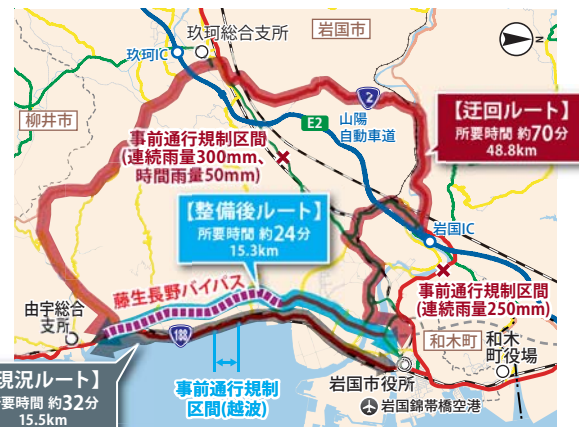 玖珂総合支所
岩国市
玖珂IC
N
2
柳井市
E2
山陽
自動車道
【迂回ルート】
所要時間 約70分
48.8km
事前通行規制区間
(連続雨量300mm、
時間雨量50mm)
【整備後ルート】
所要時間 約24分
15.3km
岩国IC
藤生長野バイパス
事前通行規制区間
(連続雨量250mm)
由宇総合
支所
188
和木町
和木
町役場
現況ルート】
要時間 約32分
15.5km
事前通行規制
区間(越波)
岩国市役所
岩国錦帯橋空港